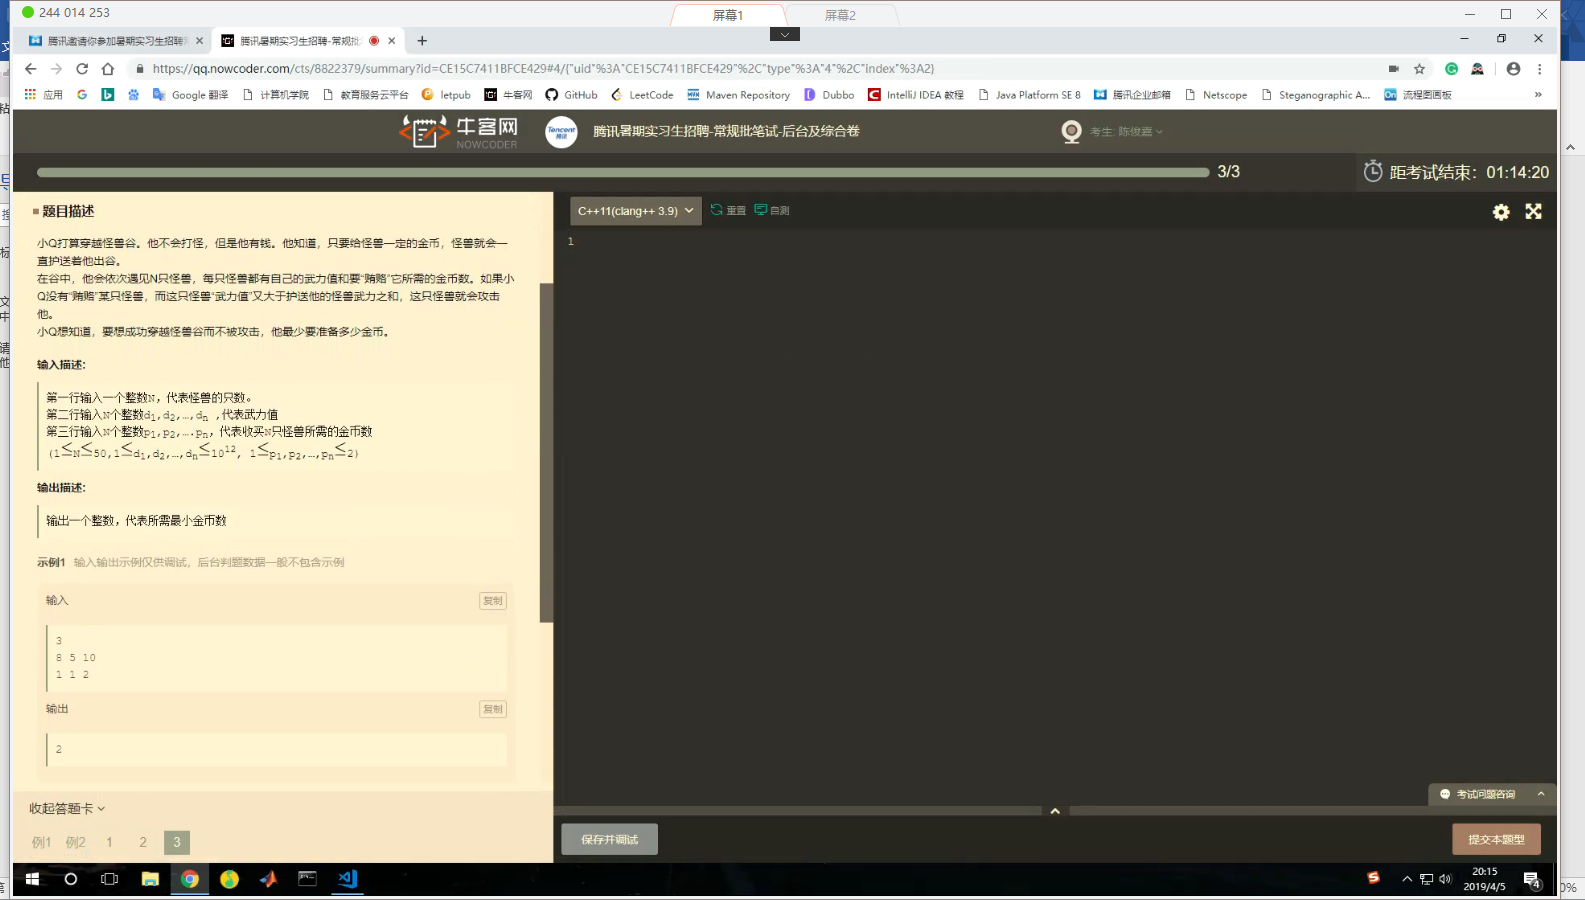 244 014 253
屏幕1
屏幕2
腾讯邀请你参加暑期实习生招聘
腾讯暑期实习生招聘-常规批
https://qq.nowcoder.com/cts/8822379/summary?id=CE15C7411BFCE429#4/{"uid"%3A"CE15C7411BFCE429"%2C"type"%3A"4"%2C"index"%3A2}
应用
Google 翻译
计算机学院
教育服务云平台
letpub
牛客网
GitHub
LeetCode
Maven Repository
Dubbo
IntelliJ IDEA 教程
Java Platform SE 8
腾讯企业邮箱
Netscope
Steganographic A...
流程图画板
»
牛客网
NOWCODER
Tencent
腾讯
腾讯暑期实习生招聘-常规批笔试-后台及综合卷
考生: 陈俊嘉
3/3
距考试结束: 01:14:20
题目描述
小Q打算穿越怪兽谷。他不会打怪，但是他有钱。他知道，只要给怪兽一定的金币，怪兽就会一
直护送着他出谷。
在谷中，他会依次遇见N只怪兽，每只怪兽都有自己的武力值和要“贿赂”它所需的金币数。如果小
Q没有“贿赂”某只怪兽，而这只怪兽“武力值”又大于护送他的怪兽武力之和，这只怪兽就会攻击
他。
小Q想知道，要想成功穿越怪兽谷而不被攻击，他最少要准备多少金币。
输入描述:
第一行输入一个整数N，代表怪兽的只数。
第二行输入N个整数d1,d2,…,dn ,代表武力值
第三行输入N个整数p1,p2,….pn，代表收买N只怪兽所需的金币数
(1≤N≤50,1≤d1,d2,…,dn≤10^12, 1≤p1,p2,…,pn≤2)
输出描述:
输出一个整数，代表所需最小金币数
示例1 输入输出示例仅供调试，后台判题数据一般不包含示例
输入
复制
3
8 5 10
1 1 2
输出
复制
2
收起答题卡
例1
例2
1
2
3
C++11(clang++ 3.9)
重置
自测
1
考试问题咨询
保存并调试
提交本题型
20:15
2019/4/5
4
0%